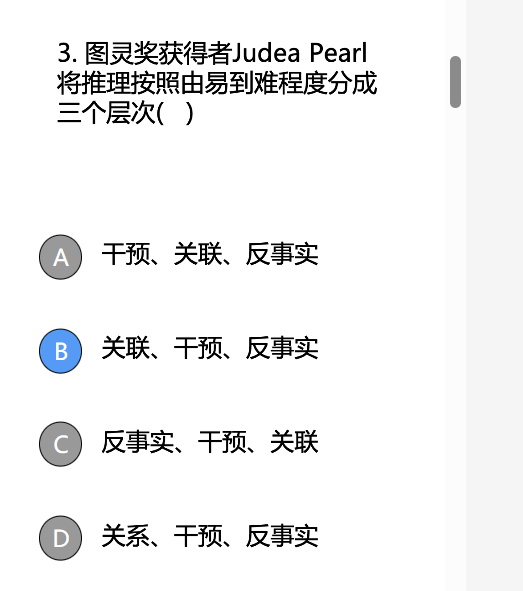 3. 图灵奖获得者Judea Pearl
将推理按照由易到难程度分成
三个层次( )
A 干预、关联、反事实
B 关联、干预、反事实
C 反事实、干预、关联
D 关系、干预、反事实